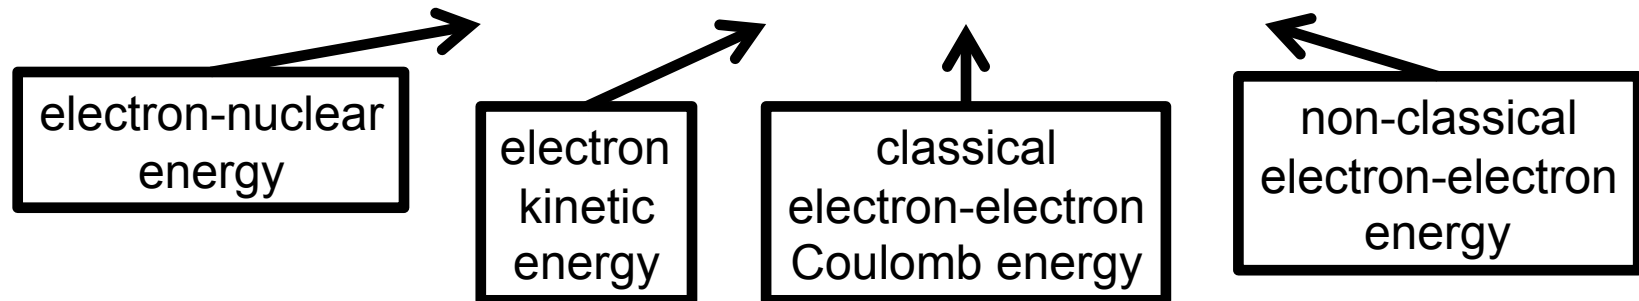 electron-nuclear
energy
electron
kinetic
energy
classical
electron-electron
Coulomb energy
non-classical
electron-electron
energy